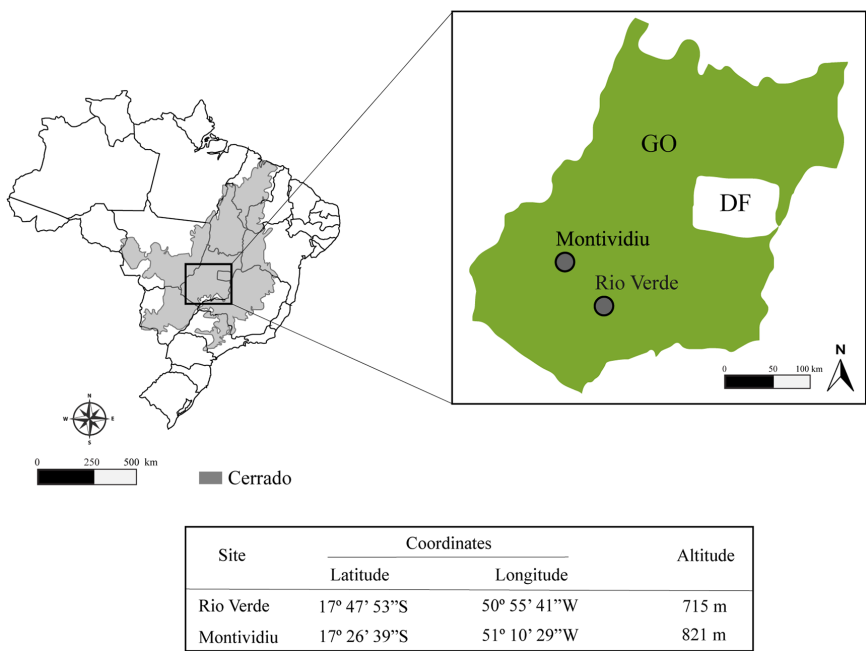 GO
DF
Montividiu
Rio Verde
0 50 100 km
N
N
W E
S
0 250 500 km
Cerrado
Site Coordinates Altitude
Latitude Longitude
Rio Verde 17º 47’ 53”S 50º 55’ 41”W 715 m
Montividiu 17º 26’ 39”S 51º 10’ 29”W 821 m